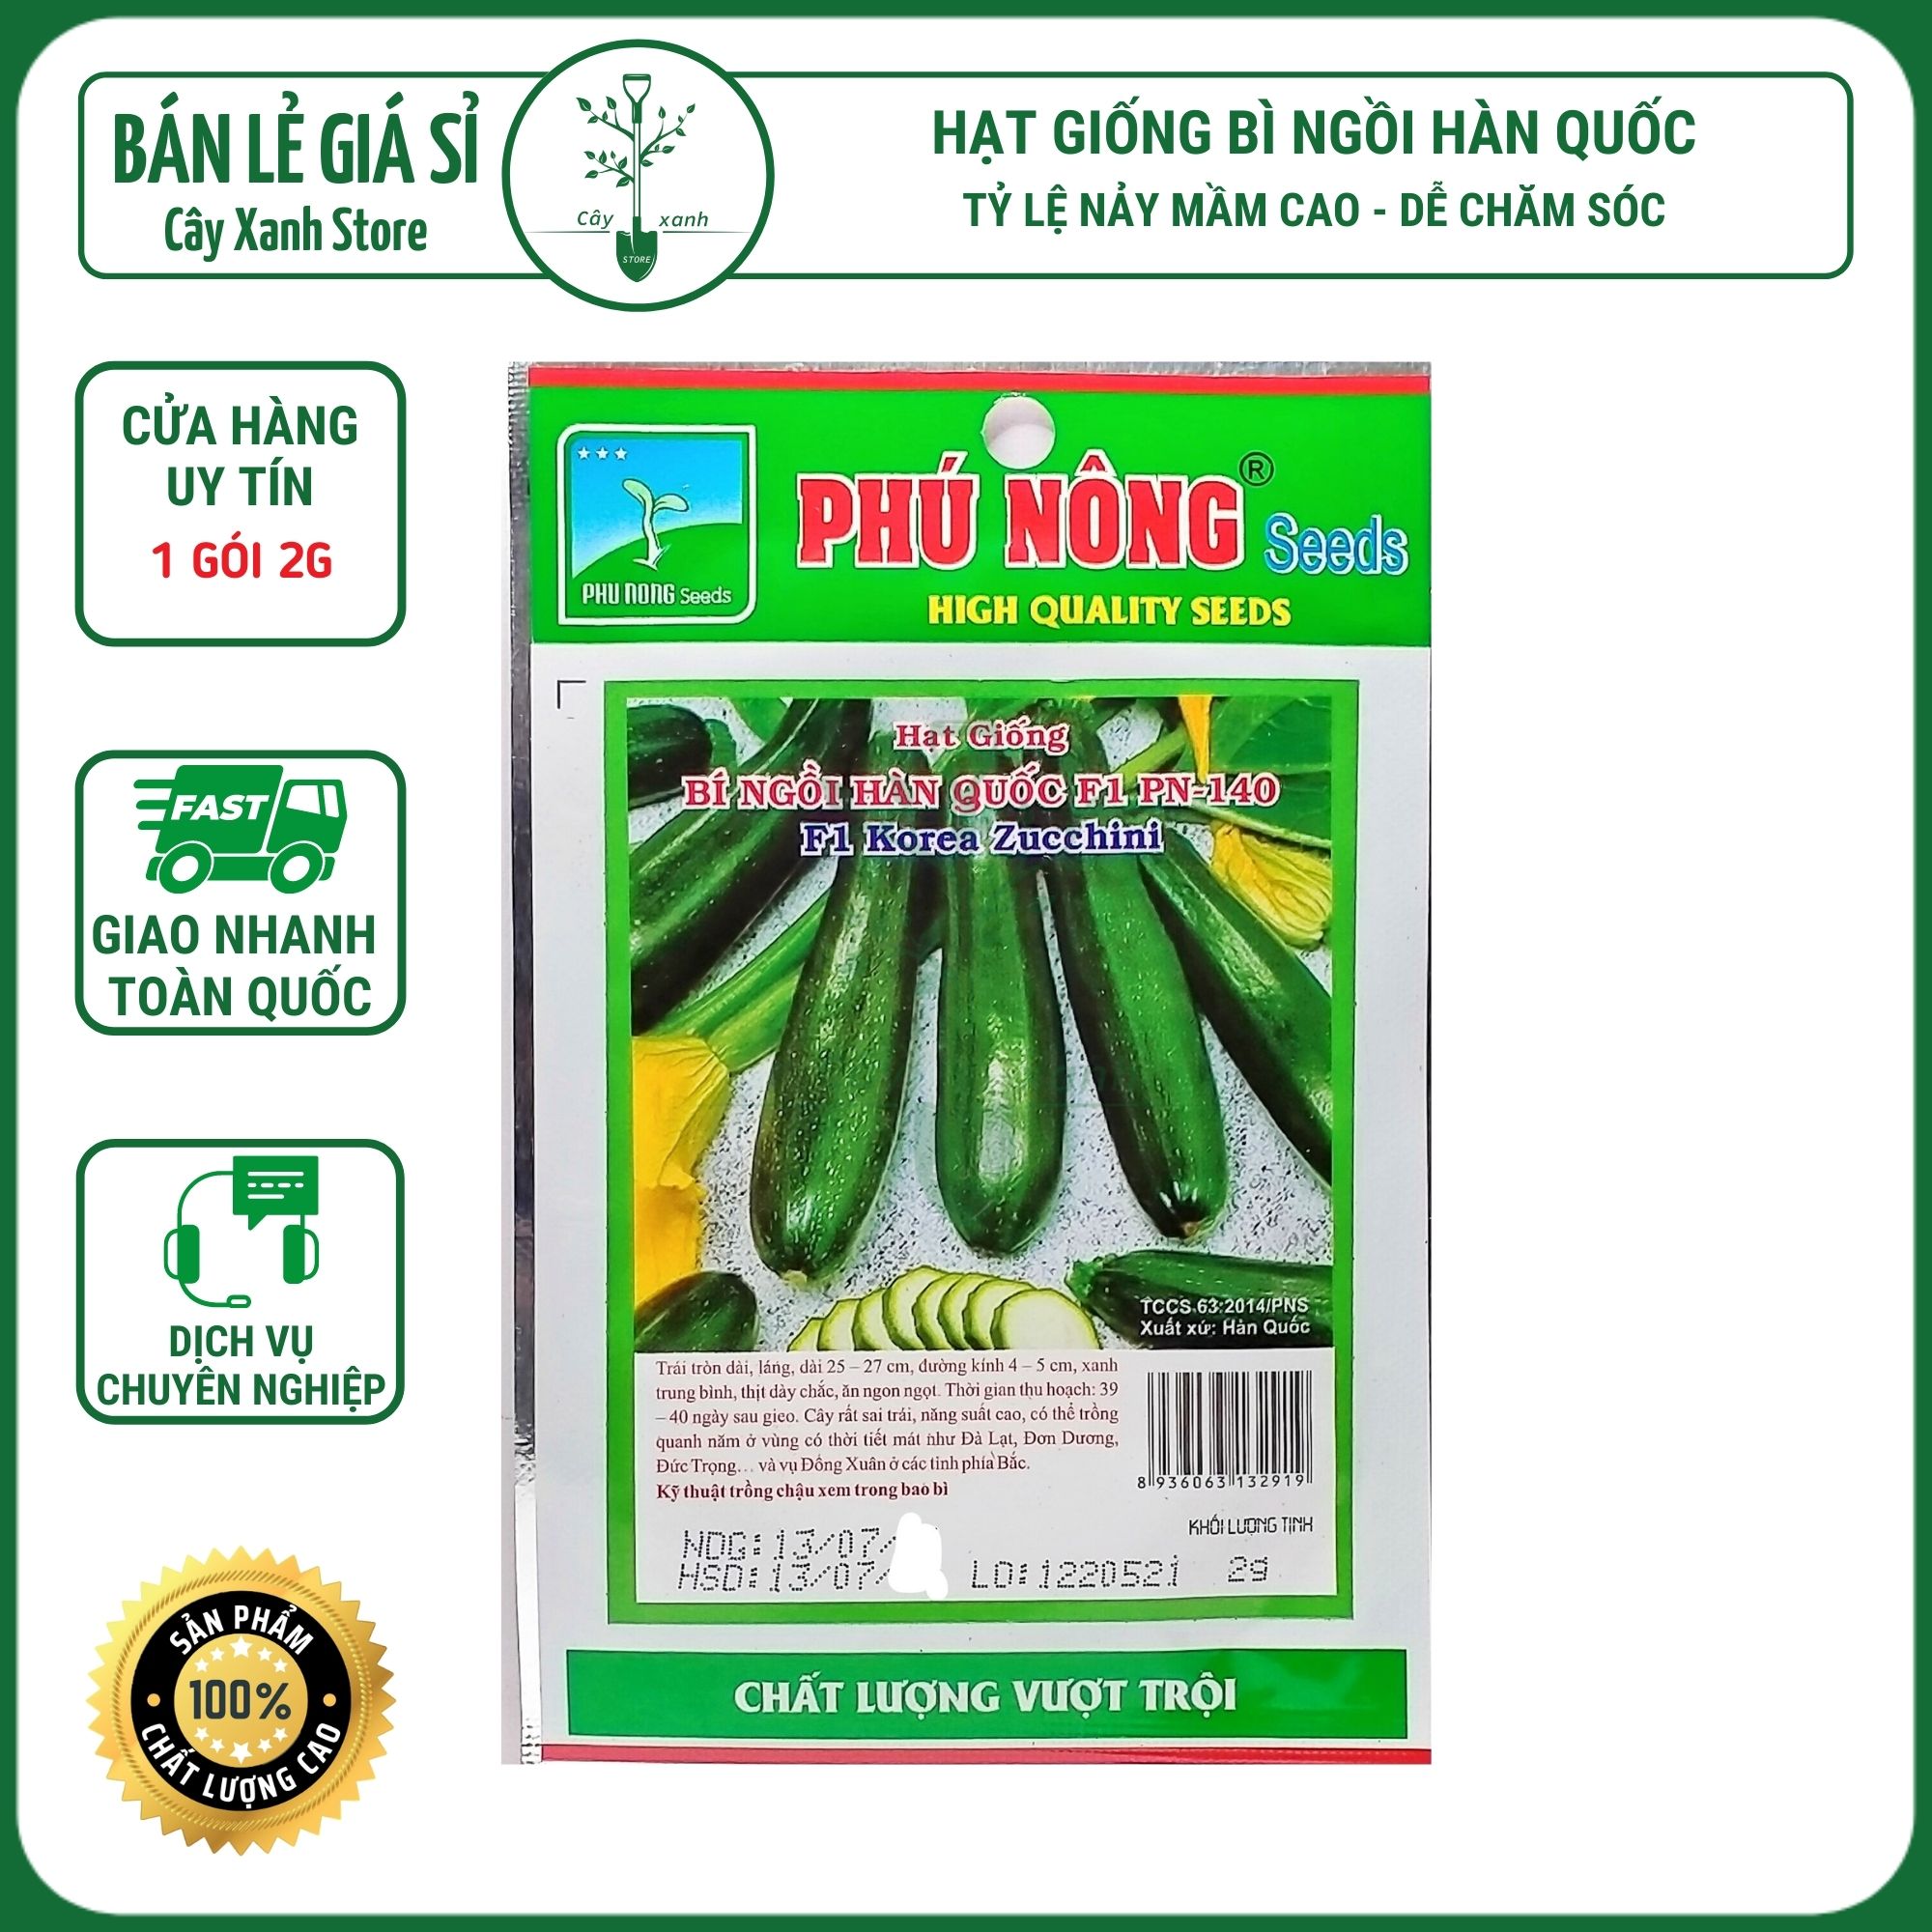 BÁN LẺ GIÁ SỈ
Cây Xanh Store
Cây xanh
STORE
HẠT GIỐNG BÌ NGỒI HÀN QUỐC
TỶ LỆ NẢY MẦM CAO - DỄ CHĂM SÓC
CỬA HÀNG
UY TÍN
1 GÓI 2G
FAST
GIAO NHANH
TOÀN QUỐC
DỊCH VỤ
CHUYÊN NGHIỆP
SẢN PHẨM
100%
CHẤT LƯỢNG CAO
PHU NONG Seeds
PHÚ NÔNG® Seeds
HIGH QUALITY SEEDS
Hạt Giống
BÍ NGỒI HÀN QUỐC F1 PN-140
F1 Korea Zucchini
TCCS 63:2014/PNS
Xuất xứ: Hàn Quốc
Trái tròn dài, láng, dài 25 – 27 cm, đường kính 4 – 5 cm, xanh
trung bình, thịt dày chắc, ăn ngon ngọt. Thời gian thu hoạch: 39
– 40 ngày sau gieo. Cây rất sai trái, năng suất cao, có thể trồng
quanh năm ở vùng có thời tiết mát như Đà Lạt, Đơn Dương,
Đức Trọng... và vụ Đông Xuân ở các tỉnh phía Bắc.
Kỹ thuật trồng chậu xem trong bao bì
8 936063 132919
KHỐI LƯỢNG TỊNH
NDG:13/07/
HSD:13/07/ LO:1220521 2g
CHẤT LƯỢNG VƯỢT TRỘI